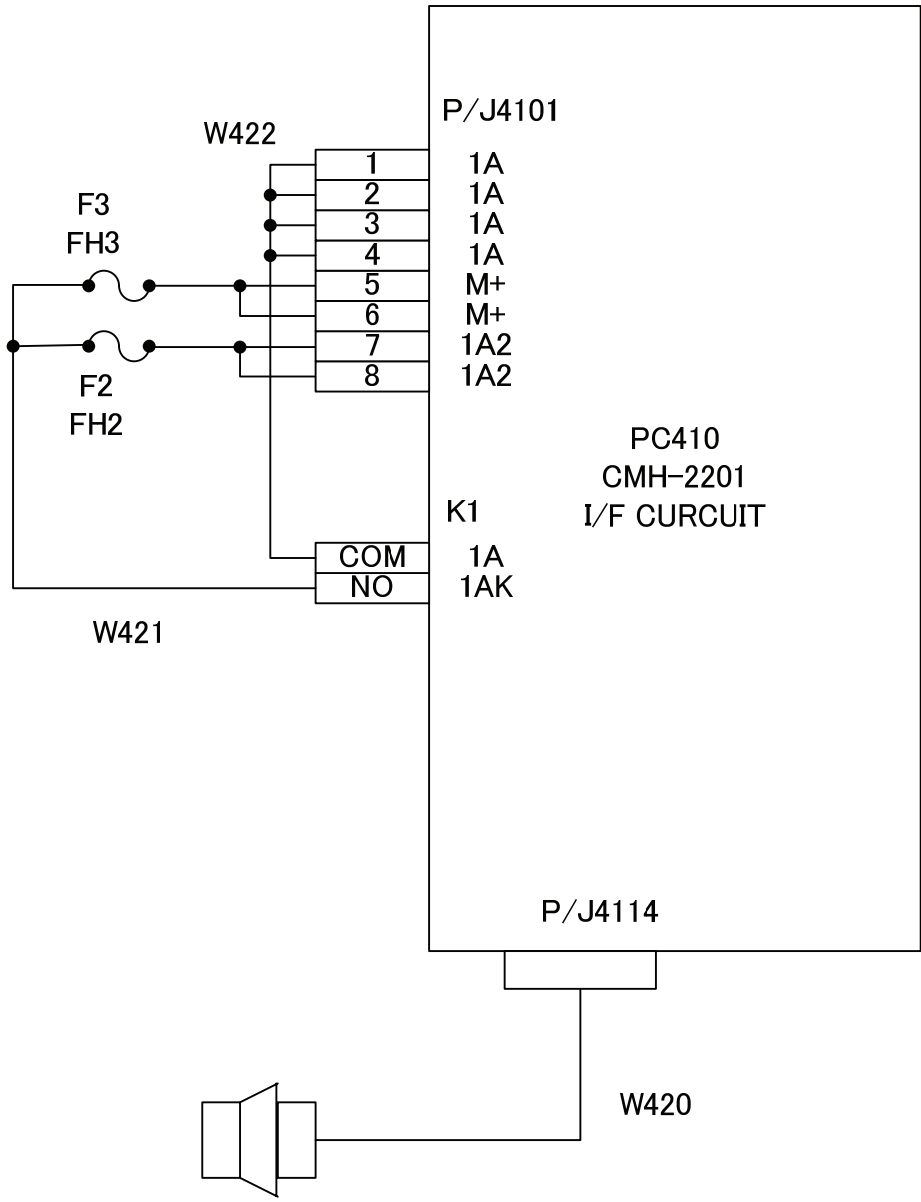 P/J4101
W422
1 1A
2 1A
F3
3 1A
FH3
4 1A
5 M+
6 M+
7 1A2
F2
8 1A2
FH2
PC410
CMH-2201
K1
I/F CURCUIT
COM 1A
NO 1AK
W421
P/J4114
W420